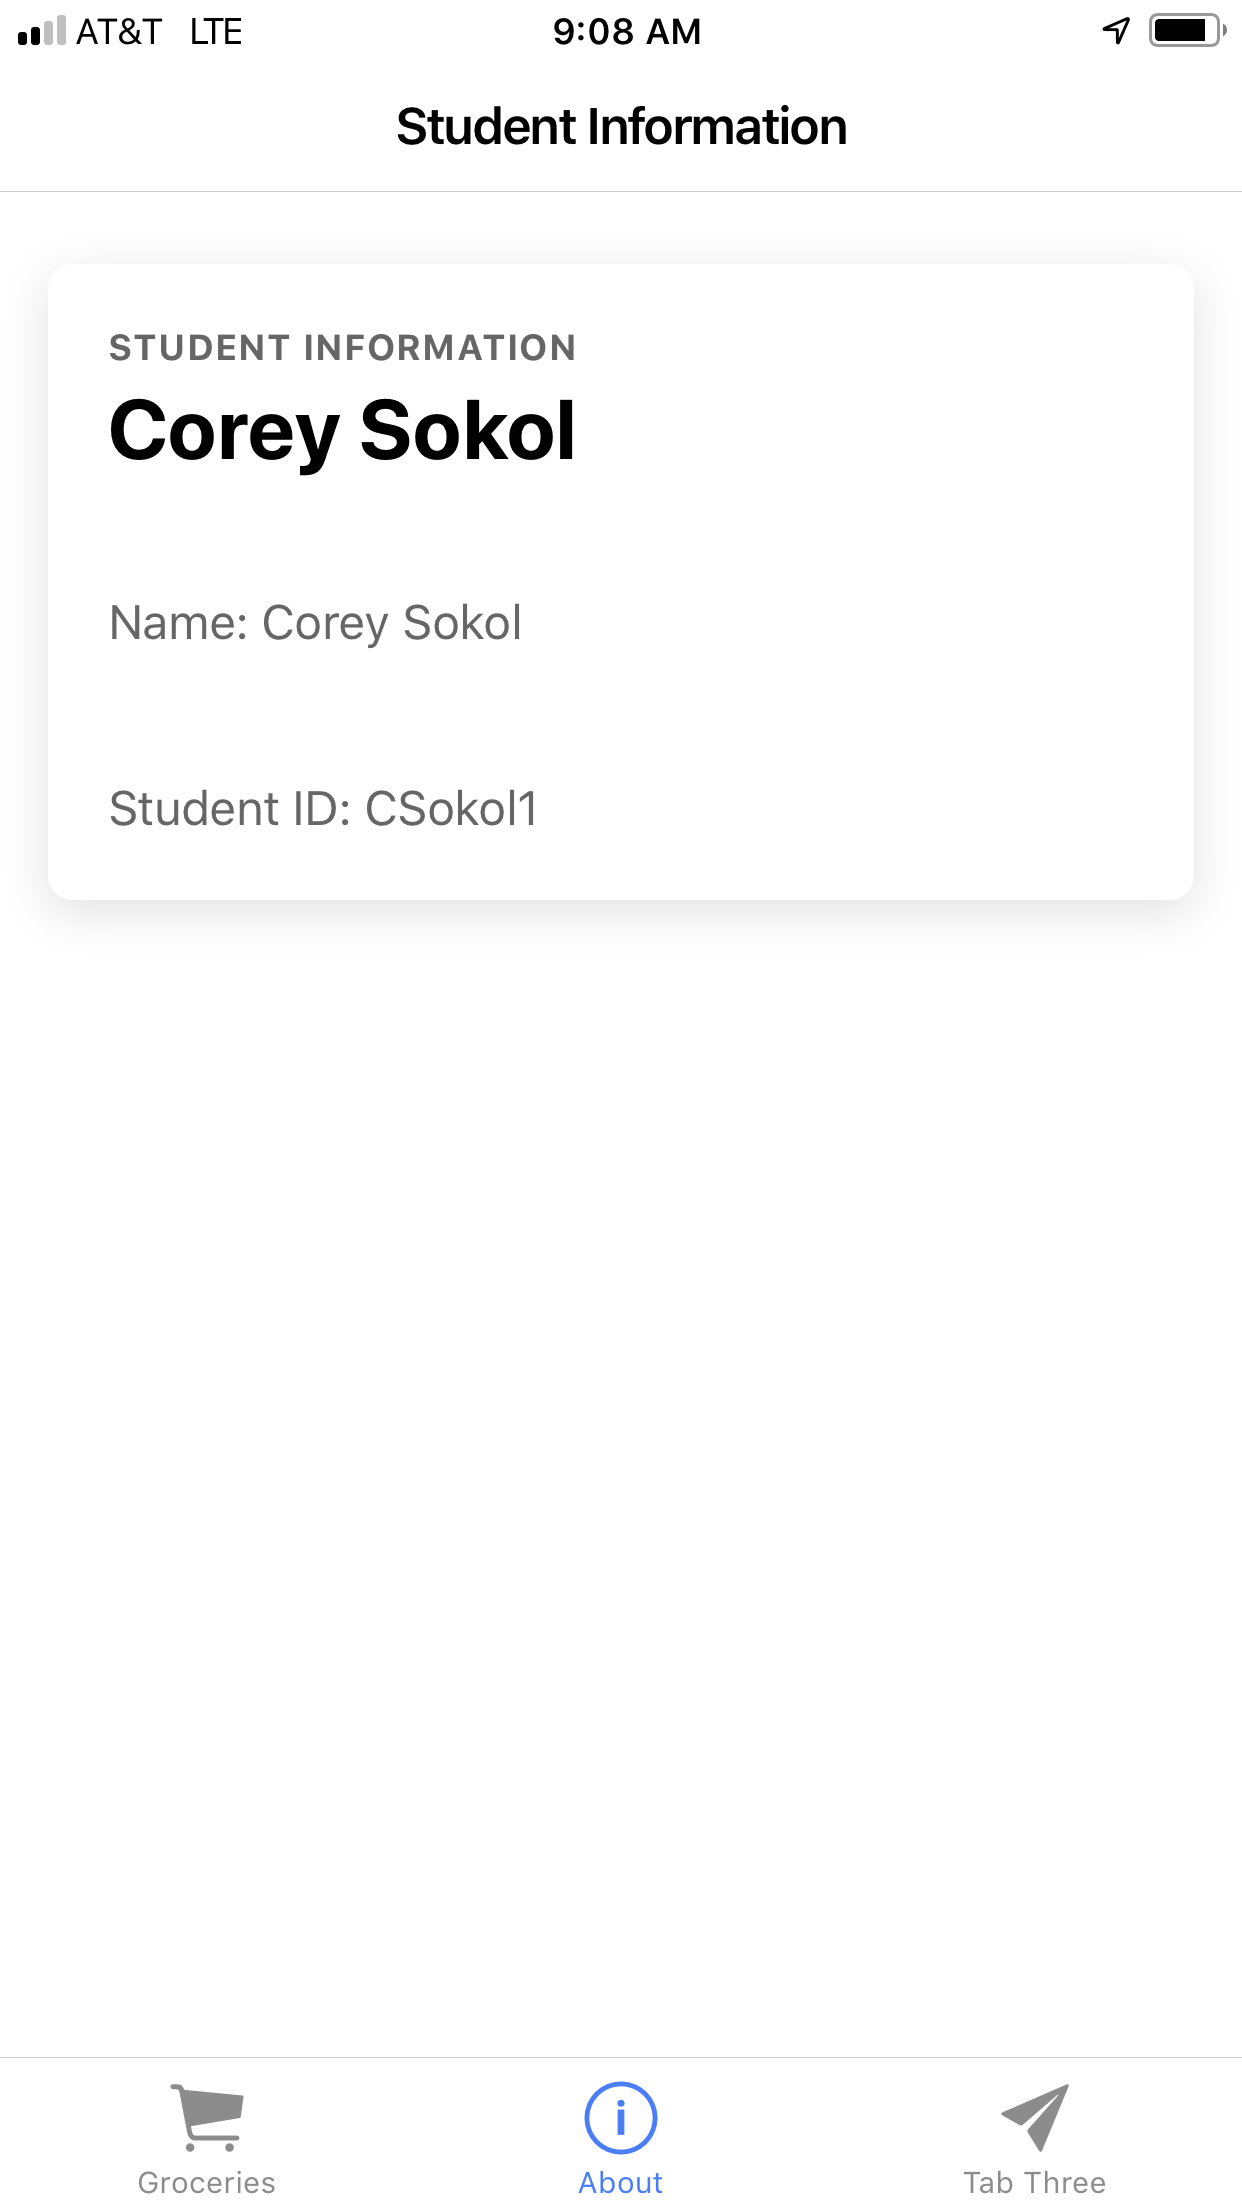 AT&T LTE 9:08 AM
Student Information
STUDENT INFORMATION
Corey Sokol
Name: Corey Sokol
Student ID: CSokol1
Groceries About Tab Three